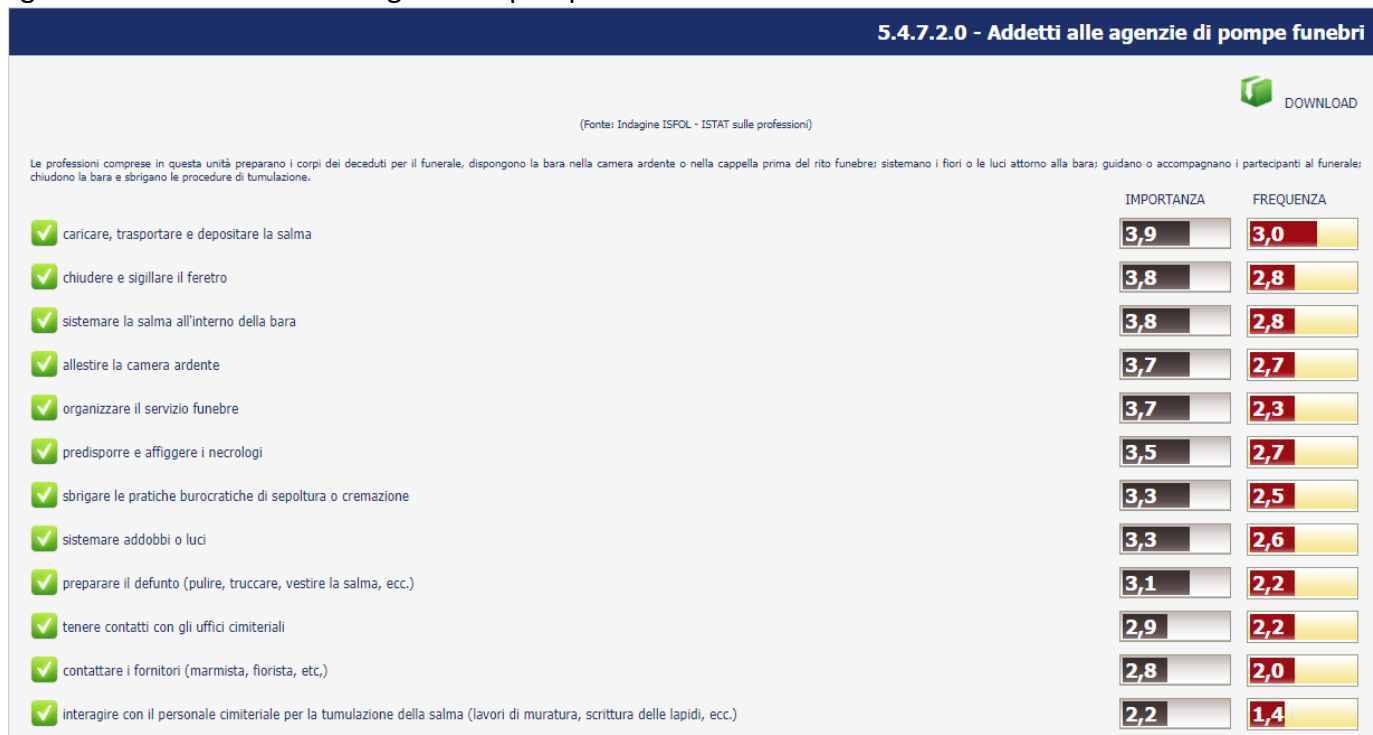 5.4.7.2.0 - Addetti alle agenzie di pompe funebri
DOWNLOAD
(Fonte: Indagine ISFOL - ISTAT sulle professioni)
Le professioni comprese in questa unità preparano i corpi dei deceduti per il funerale, dispongono la bara nella camera ardente o nella cappella prima del rito funebre; sistemano i fiori o le luci attorno alla bara; guidano o accompagnano i partecipanti al funerale;
chiudono la bara e sbrigano le procedure di tumulazione.
IMPORTANZA FREQUENZA
caricare, trasportare e depositare la salma 3,9 3,0
chiudere e sigillare il feretro 3,8 2,8
sistemare la salma all'interno della bara 3,8 2,8
allestire la camera ardente 3,7 2,7
organizzare il servizio funebre 3,7 2,3
predisporre e affiggere i necrologi 3,5 2,7
sbrigare le pratiche burocratiche di sepoltura o cremazione 3,3 2,5
sistemare addobbi o luci 3,3 2,6
preparare il defunto (pulire, truccare, vestire la salma, ecc.) 3,1 2,2
tenere contatti con gli uffici cimiteriali 2,9 2,2
contattare i fornitori (marmista, fiorista, etc,) 2,8 2,0
interagire con il personale cimiteriale per la tumulazione della salma (lavori di muratura, scrittura delle lapidi, ecc.) 2,2 1,4